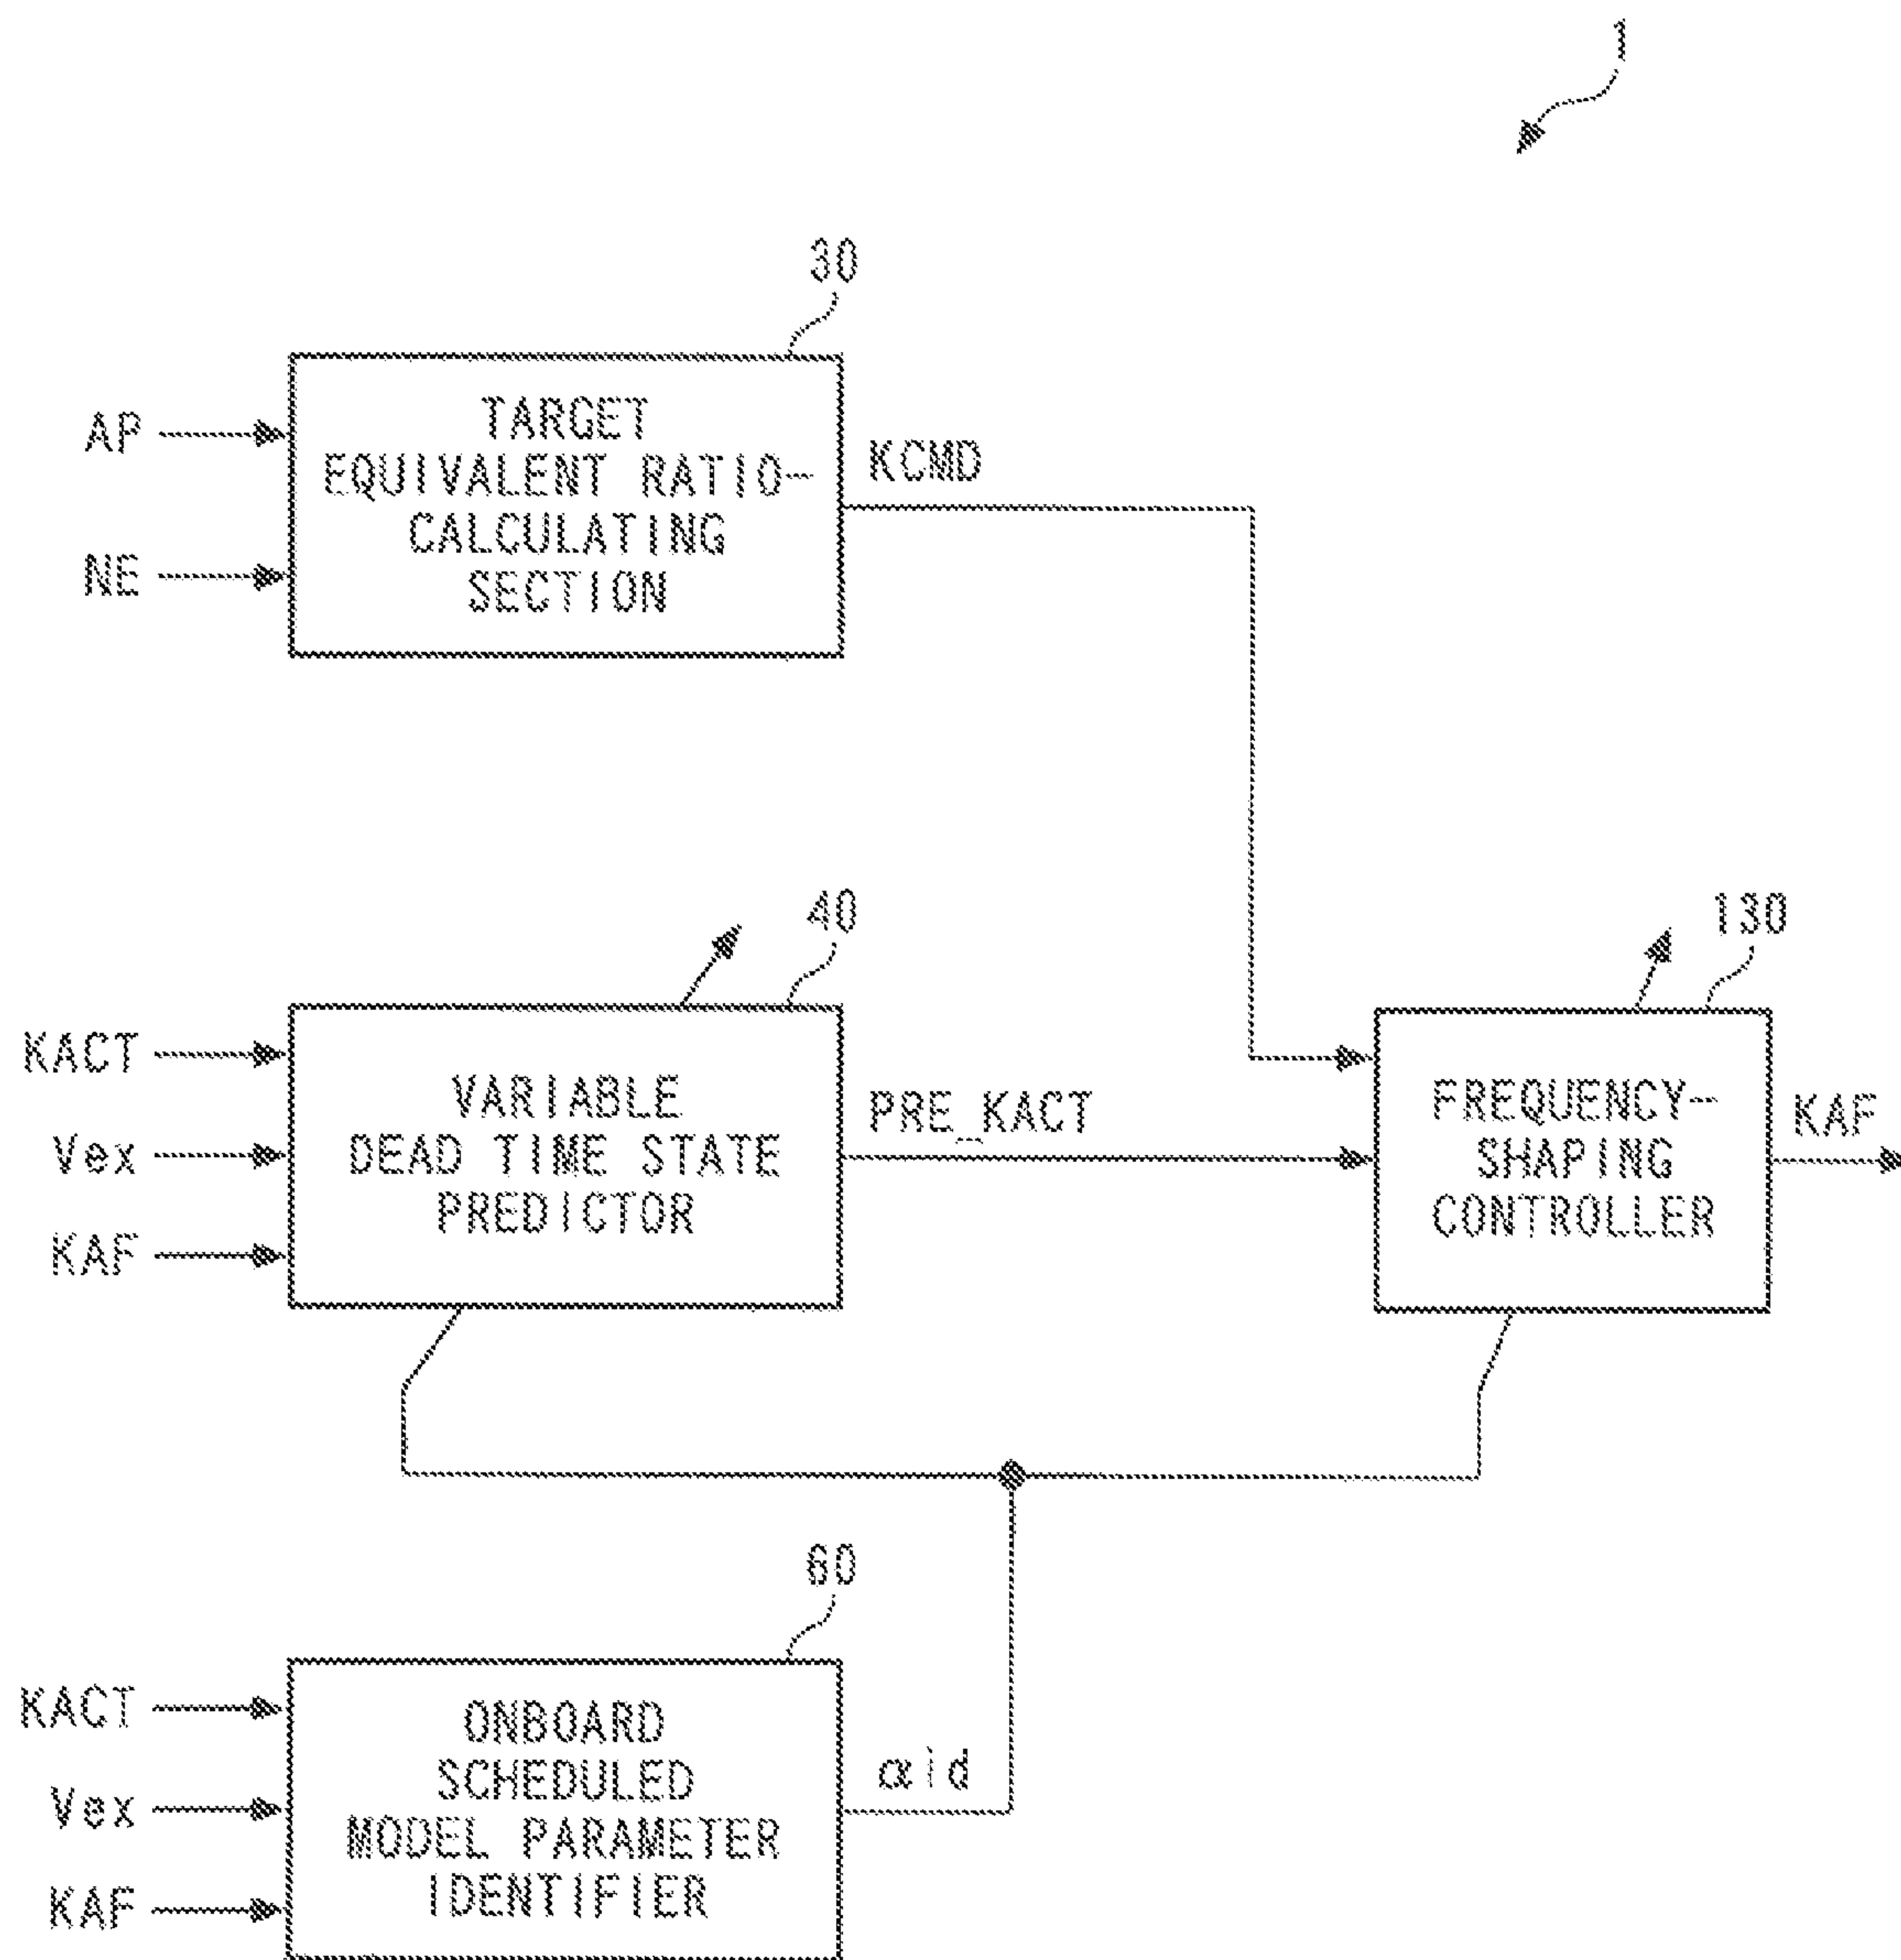 1
30
AP
NE
TARGET
EQUIVALENT RATIO-
CALCULATING
SECTION
KCMD
40
130
KACT
Vex
KAF
VARIABLE
DEAD TIME STATE
PREDICTOR
PRE_KACT
FREQUENCY-
SHAPING
CONTROLLER
KAF
60
KACT
Vex
KAF
ONBOARD
SCHEDULED
MODEL PARAMETER
IDENTIFIER
αid